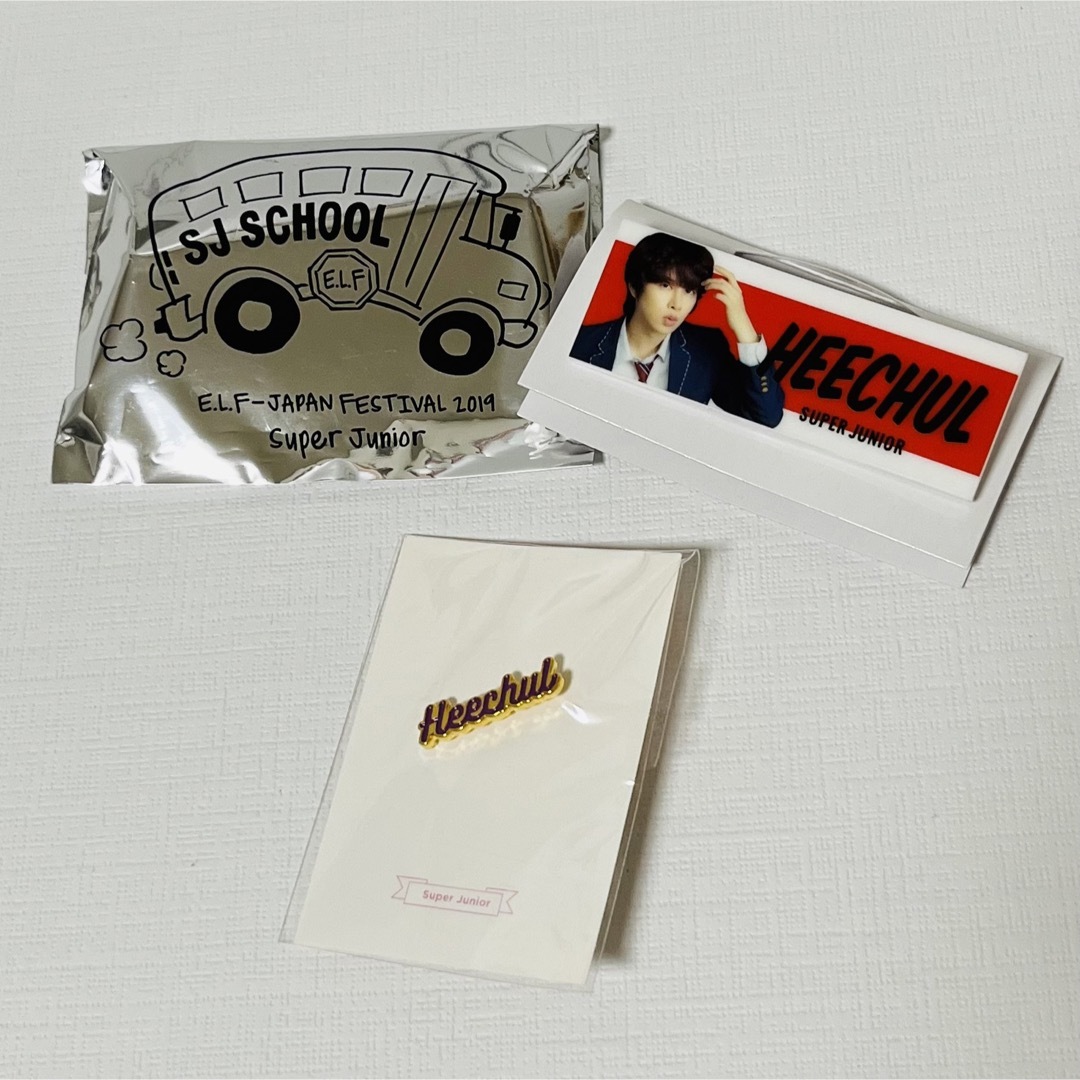 SJ SCHOOL
E.L.F
E.L.F-JAPAN FESTIVAL 2019
Super Junior
HEECHUL
SUPER JUNIOR
Heechul
Super Junior